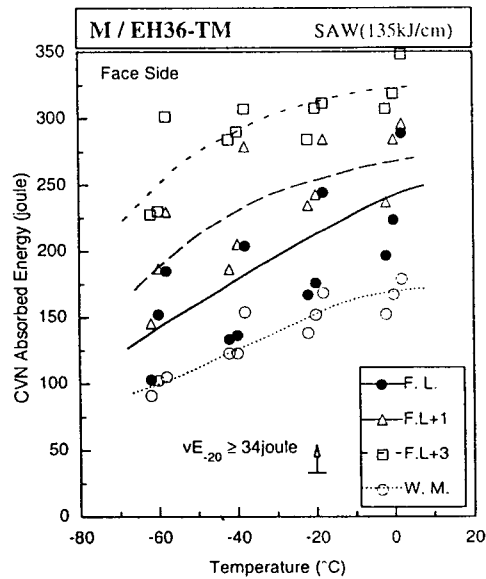 M / EH36-TM SAW(135kJ/cm)
Face Side
CVN Absorbed Energy (joule)
350
300
250
200
150
100
50
0
vE-20 ≥ 34joule
F. L.
F.L+1
F.L+3
W. M.
-80 -60 -40 -20 0 20
Temperature (°C)